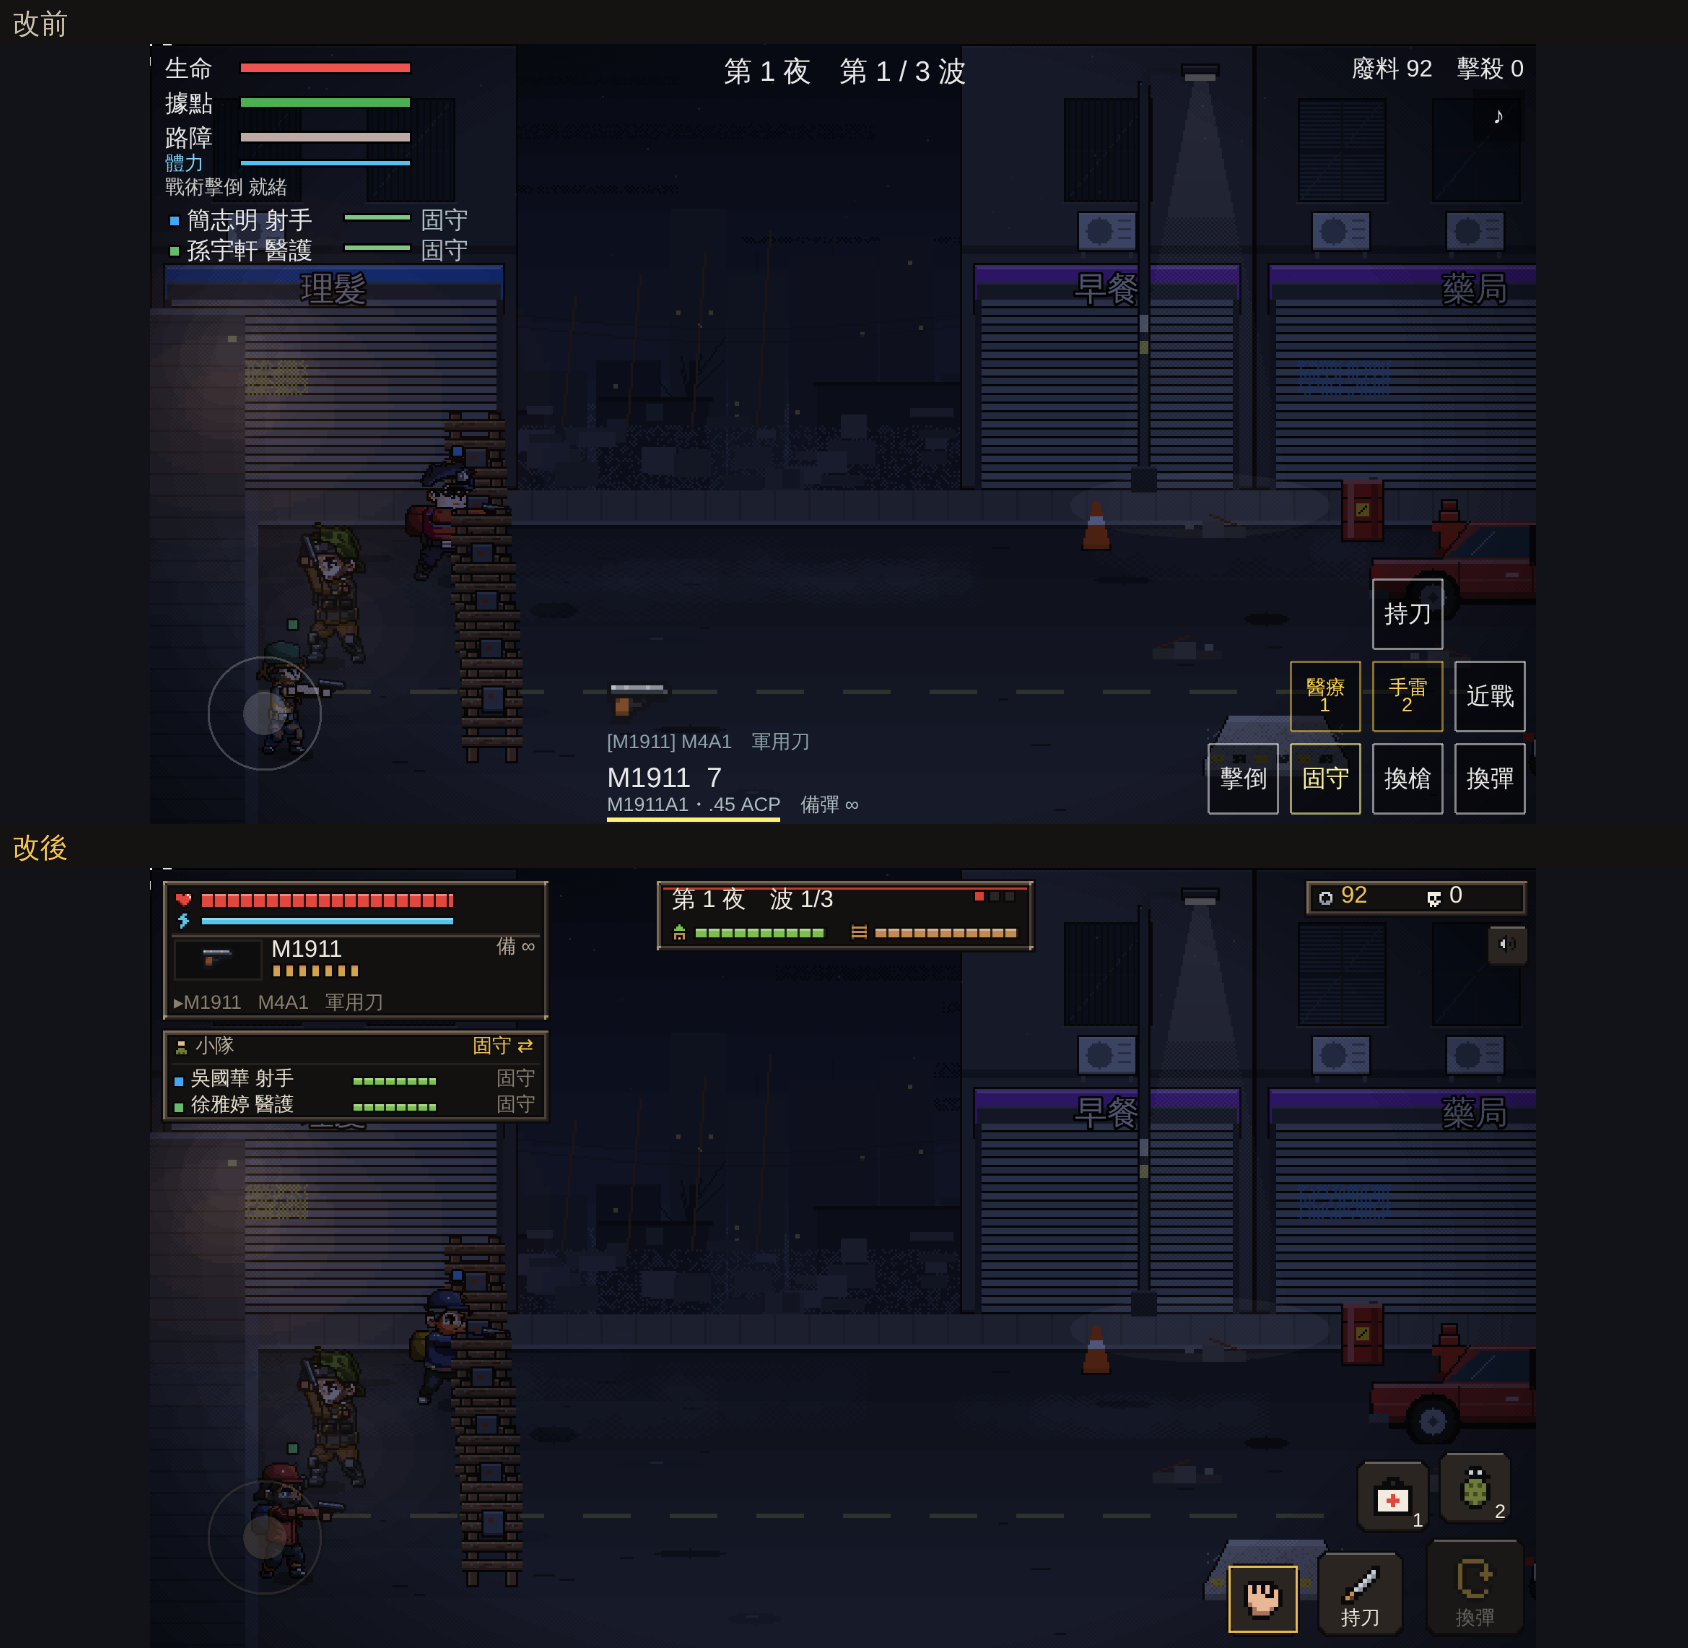 改前
生命
第 1 夜 第 1 / 3 波
廢料 92 擊殺 0
據點
♪
路障
體力
戰術擊倒 就緒
簡志明 射手 固守
孫宇軒 醫護 固守
理髮
早餐
藥局
持刀
醫療
1
手雷
2
近戰
[M1911] M4A1 軍用刀
M1911 7
M1911A1・.45 ACP 備彈 ∞
擊倒
固守
換槍
換彈
改後
第 1 夜 波 1/3
92 0
M1911 備 ∞
▸M1911 M4A1 軍用刀
小隊 固守 ⇄
吳國華 射手 固守
徐雅婷 醫護 固守
早餐
藥局
1
2
持刀
換彈